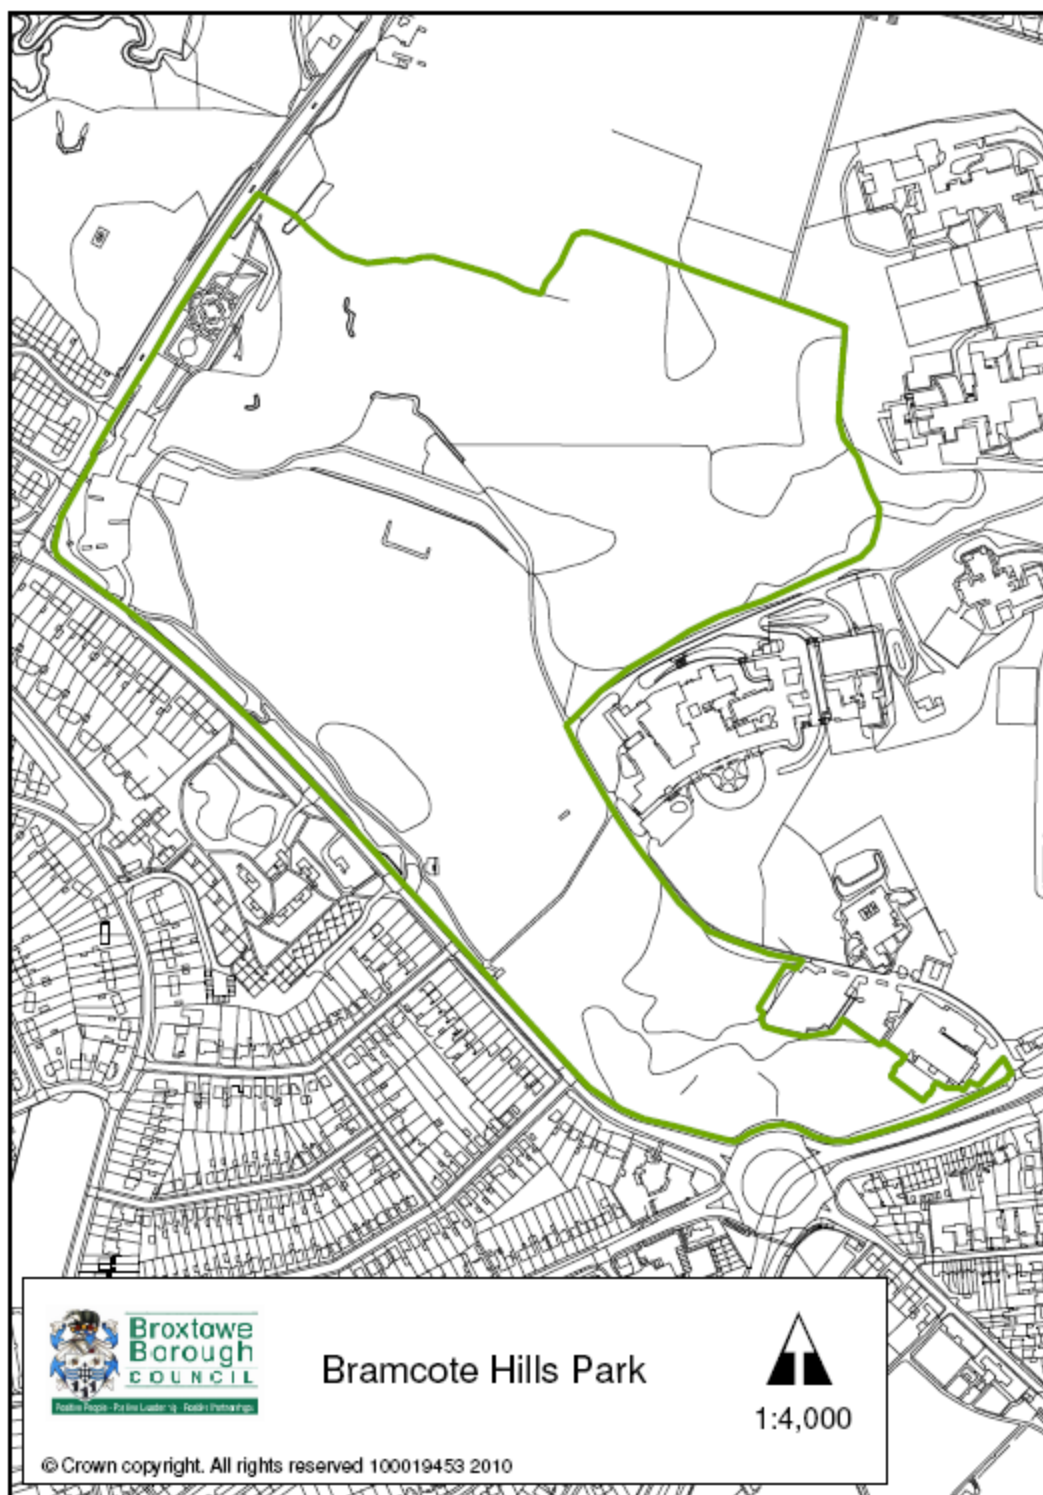 Broxtowe
Borough
COUNCIL
Bramcote Hills Park
1:4,000
© Crown copyright. All rights reserved 100019453 2010